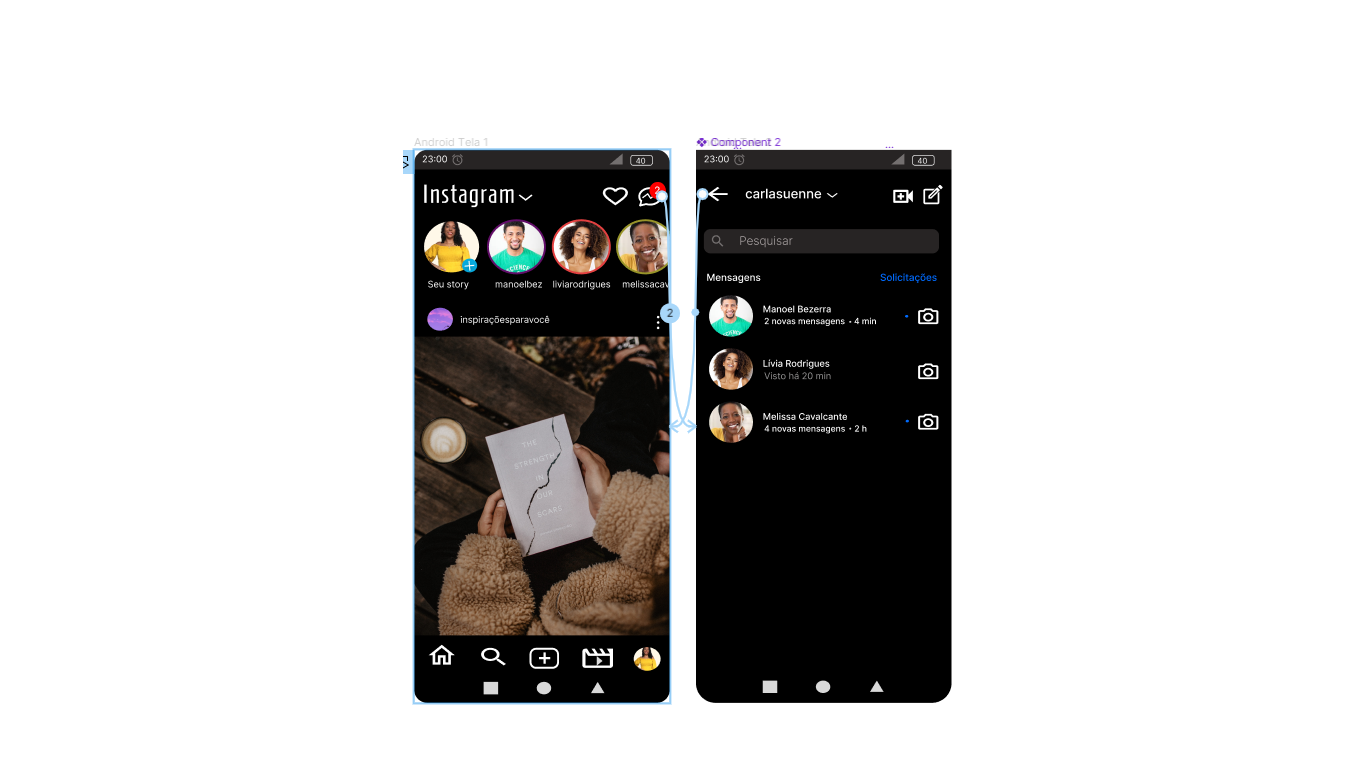 Android Tela 1
23:00
40
Instagram
2
Seu story
manoelbez
liviarodrigues
melissacav
inspiraçõesparavocê
2
THE
STRENGTH
IN
OUR
SCARS
Component 2
23:00
40
carlasuenne
Pesquisar
Mensagens
Solicitações
Manoel Bezerra
2 novas mensagens • 4 min
Lívia Rodrigues
Visto há 20 min
Melissa Cavalcante
4 novas mensagens • 2 h